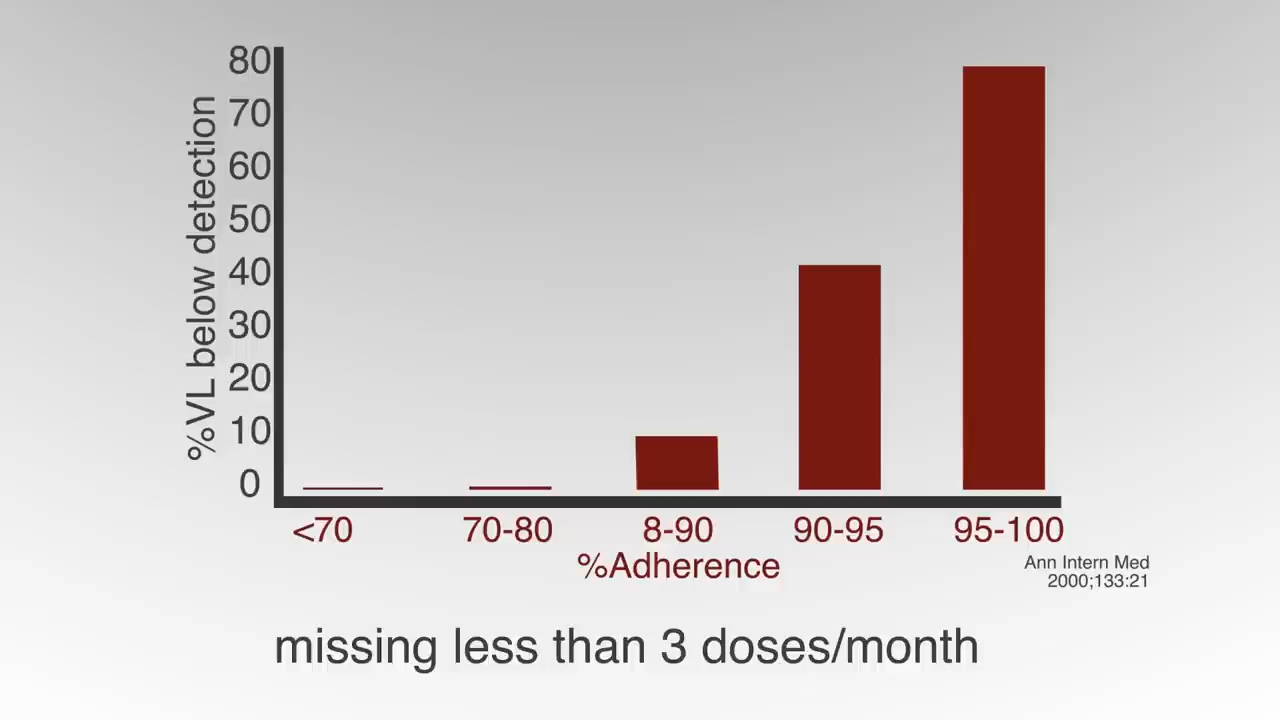 %VL below detection
80
70
60
50
40
30
20
10
0
<70 70-80 8-90 90-95 95-100
%Adherence
Ann Intern Med
2000;133:21
missing less than 3 doses/month